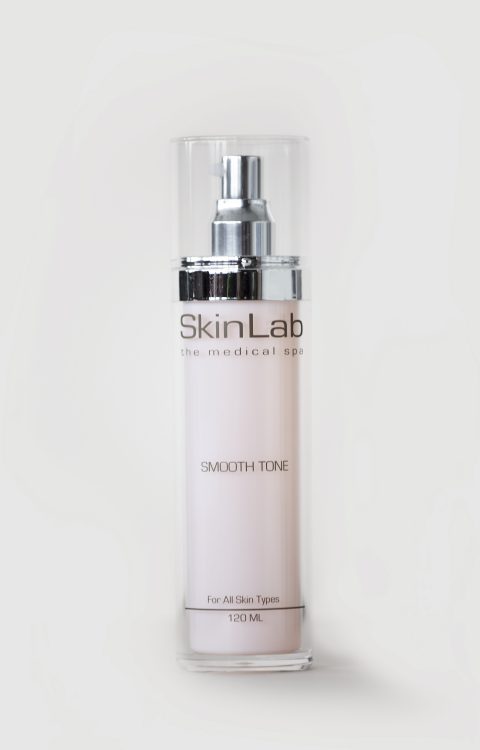 SkinLab
the medical spa
SMOOTH TONE
For All Skin Types
120 ML